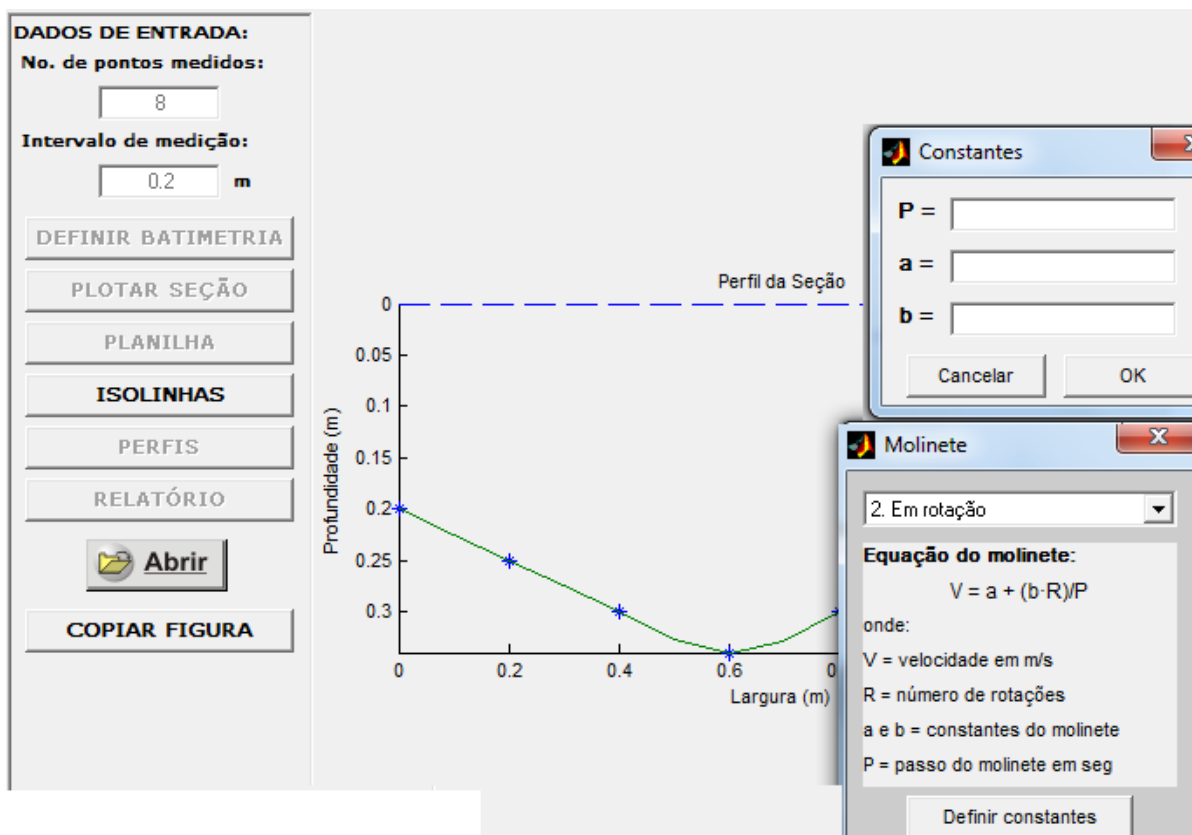 DADOS DE ENTRADA:
No. de pontos medidos:
8
Intervalo de medição:
0.2 m
DEFINIR BATIMETRIA
PLOTAR SEÇÃO
PLANILHA
ISOLINHAS
PERFIS
RELATÓRIO
Abrir
COPIAR FIGURA
Perfil da Seção
0
0.05
0.1
0.15
0.2
0.25
0.3
Profundidade (m)
0 0.2 0.4 0.6
Largura (m)
Constantes
P =
a =
b =
Cancelar OK
Molinete
2. Em rotação
Equação do molinete:
V = a + (b·R)/P
onde:
V = velocidade em m/s
R = número de rotações
a e b = constantes do molinete
P = passo do molinete em seg
Definir constantes